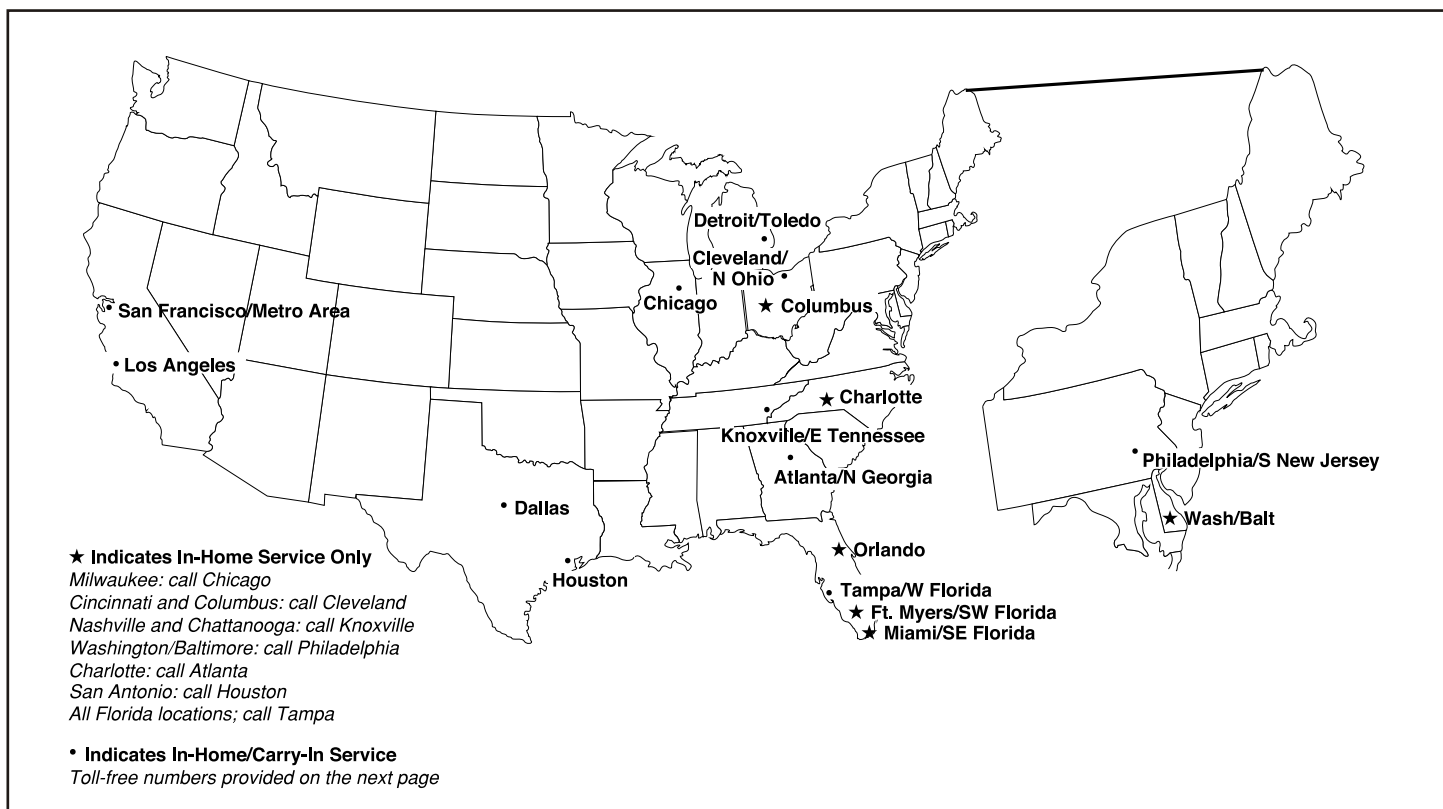 Detroit/Toledo
Cleveland/
N Ohio
Chicago
★ Columbus
San Francisco/Metro Area
Los Angeles
★ Charlotte
Knoxville/E Tennessee
Atlanta/N Georgia
Philadelphia/S New Jersey
Dallas
★ Wash/Balt
★ Orlando
Houston
Tampa/W Florida
★ Ft. Myers/SW Florida
★ Miami/SE Florida
★ Indicates In-Home Service Only
Milwaukee: call Chicago
Cincinnati and Columbus: call Cleveland
Nashville and Chattanooga: call Knoxville
Washington/Baltimore: call Philadelphia
Charlotte: call Atlanta
San Antonio: call Houston
All Florida locations; call Tampa
• Indicates In-Home/Carry-In Service
Toll-free numbers provided on the next page